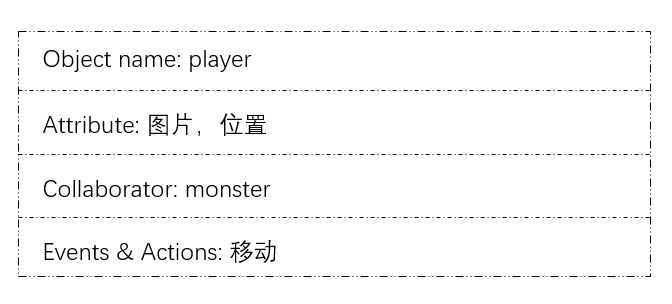 Object name: player
Attribute: 图片，位置
Collaborator: monster
Events & Actions: 移动